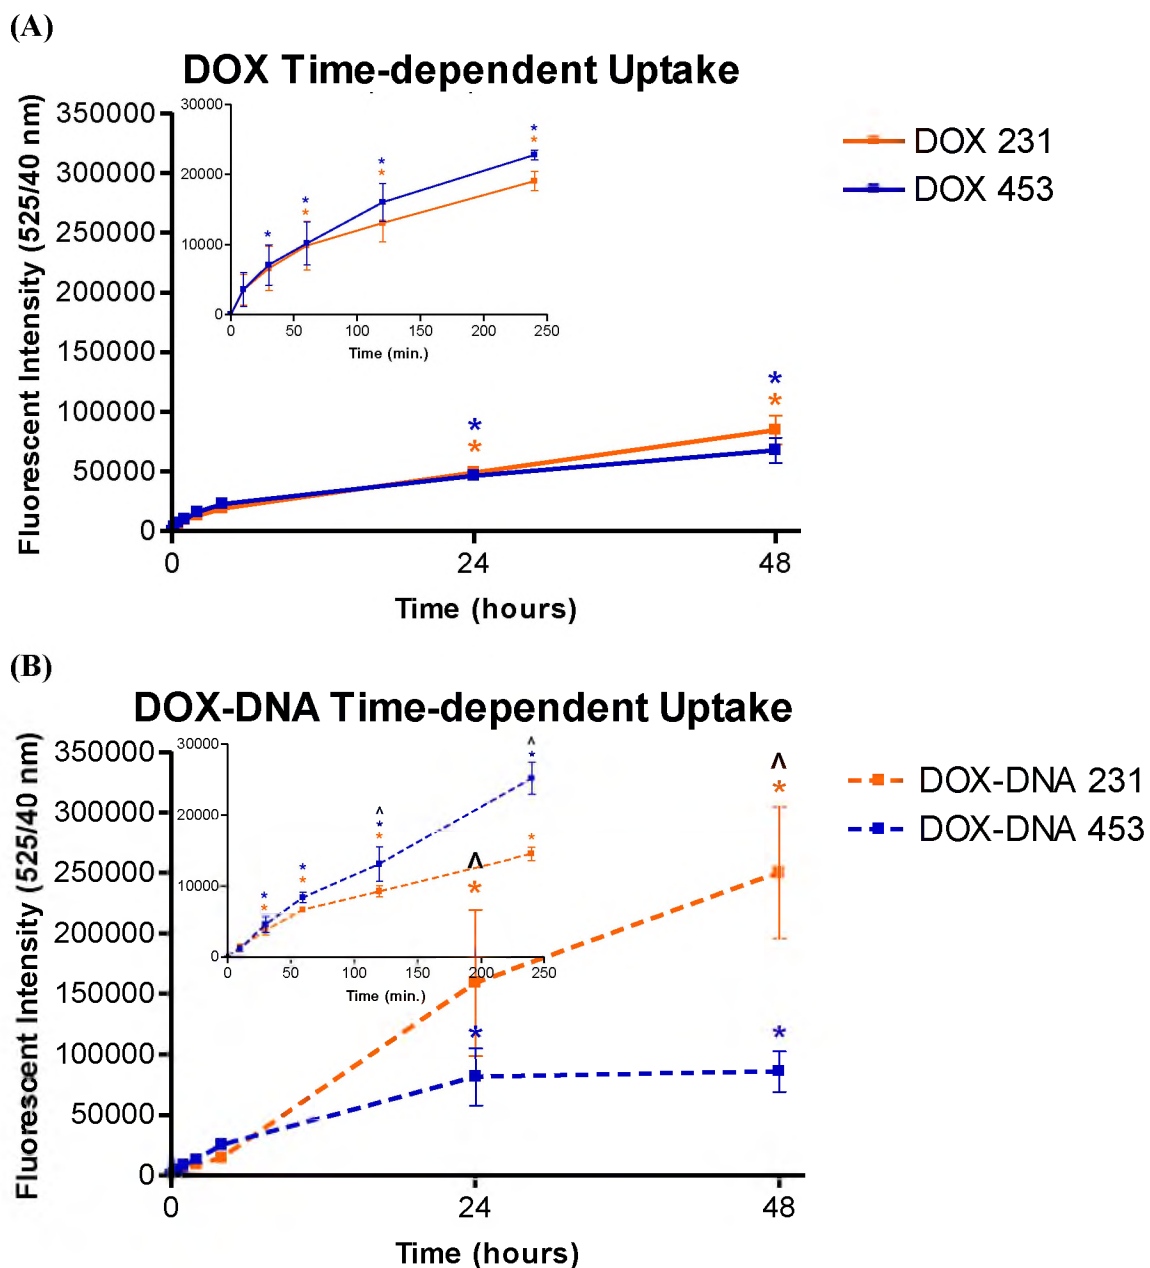 (A)
DOX Time-dependent Uptake
Fluorescent Intensity (525/40 nm)
350000
300000
250000
200000
150000
100000
50000
0
0
24
48
Time (hours)
30000
20000
10000
0
0
50
100
150
200
250
Time (min.)
* * * * * * *
* *
* *
DOX 231
DOX 453
(B)
DOX-DNA Time-dependent Uptake
Fluorescent Intensity (525/40 nm)
350000
300000
250000
200000
150000
100000
50000
0
0
24
48
Time (hours)
30000
20000
10000
0
0
50
100
150
200
250
Time (min.)
* * * * ^ * * ^ * *
^ * *
^ * *
DOX-DNA 231
DOX-DNA 453